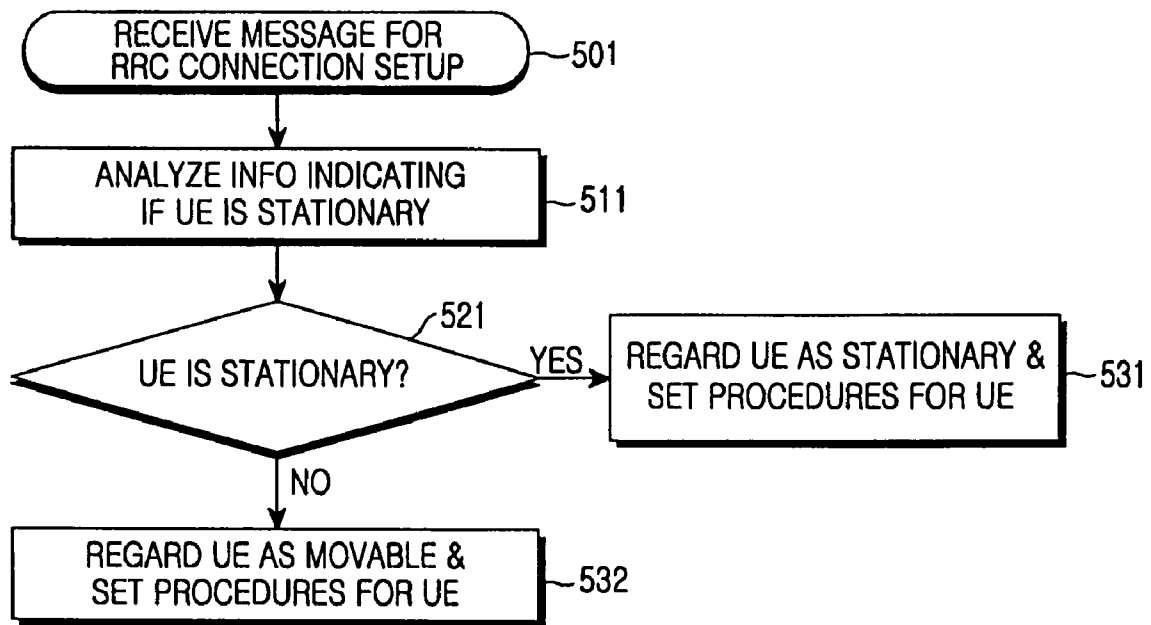 RECEIVE MESSAGE FOR
RRC CONNECTION SETUP
501
ANALYZE INFO INDICATING
IF UE IS STATIONARY
511
521
UE IS STATIONARY?
YES
REGARD UE AS STATIONARY &
SET PROCEDURES FOR UE
531
NO
REGARD UE AS MOVABLE &
SET PROCEDURES FOR UE
532